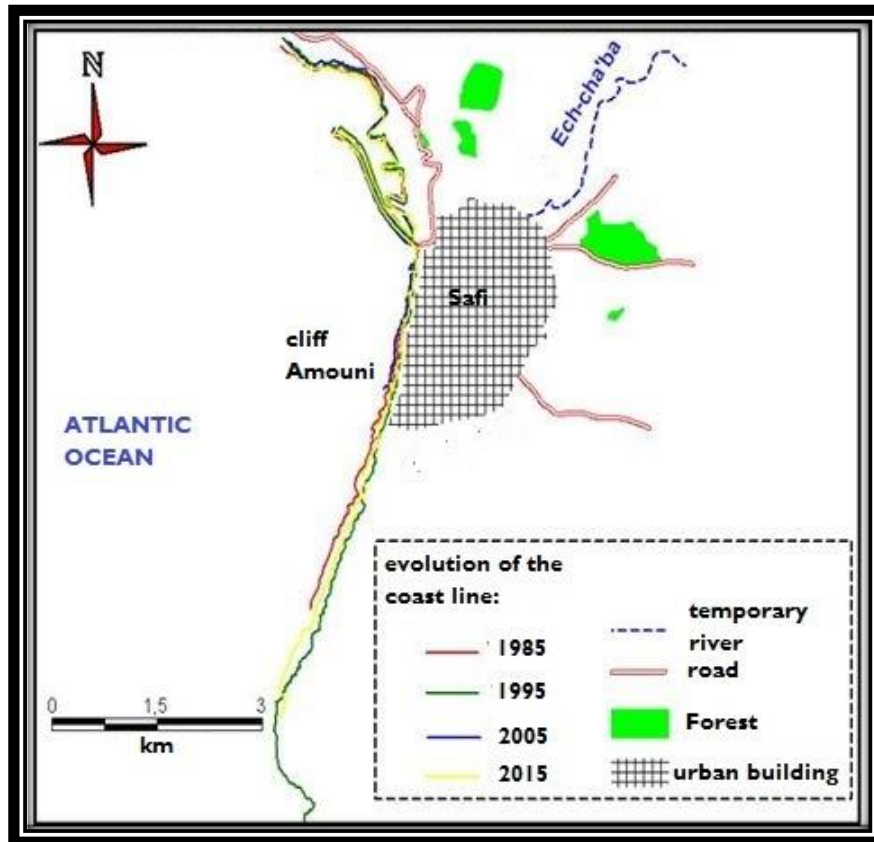 N
Ech-cha'ba
Safi
cliff
Amouni
ATLANTIC
OCEAN
evolution of the
coast line:
1985
1995
2005
2015
temporary
river
road
Forest
urban building
0 1,5 3
km